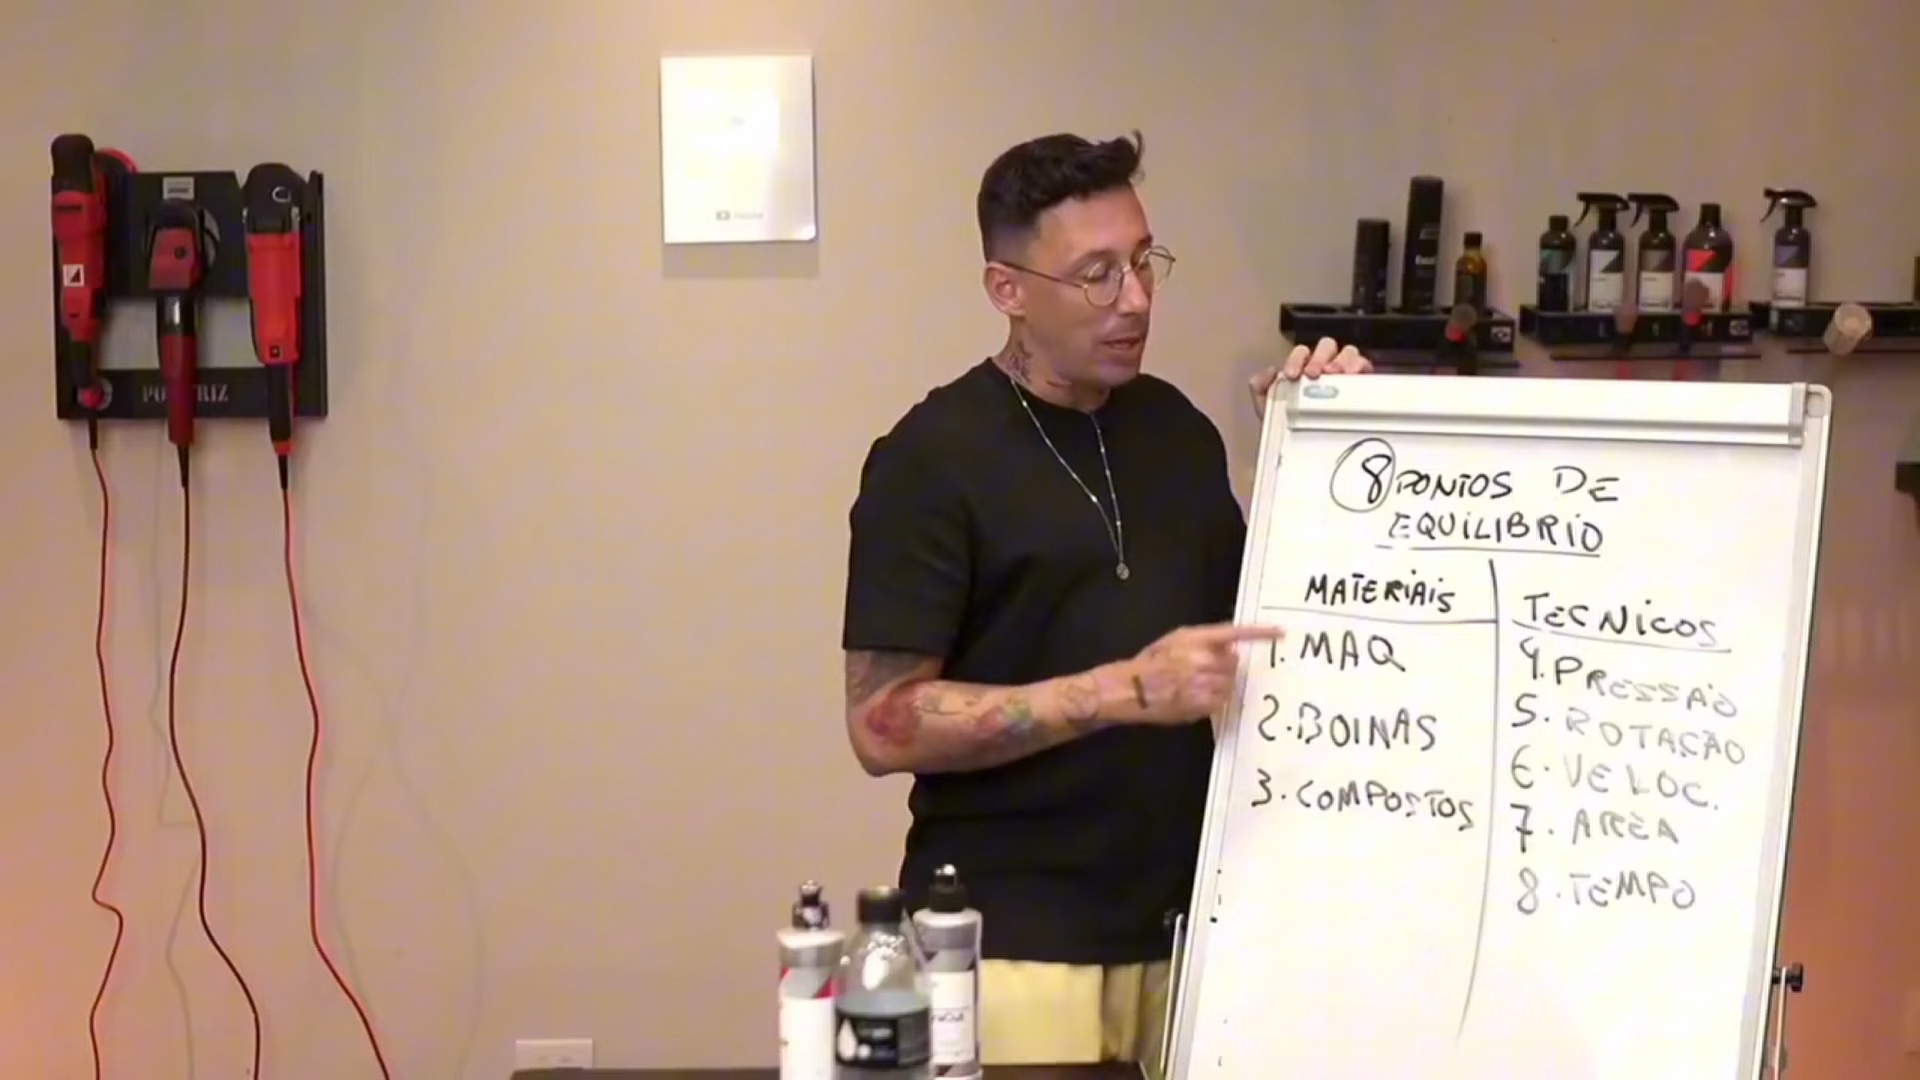 8 PONTOS DE
EQUILIBRIO
MATERIAIS
1. MAQ
2. BOINAS
3. COMPOSTOS
TECNICOS
4. PRESSÃO
5. ROTAÇÃO
6. VELOC.
7. AREA
8. TEMPO